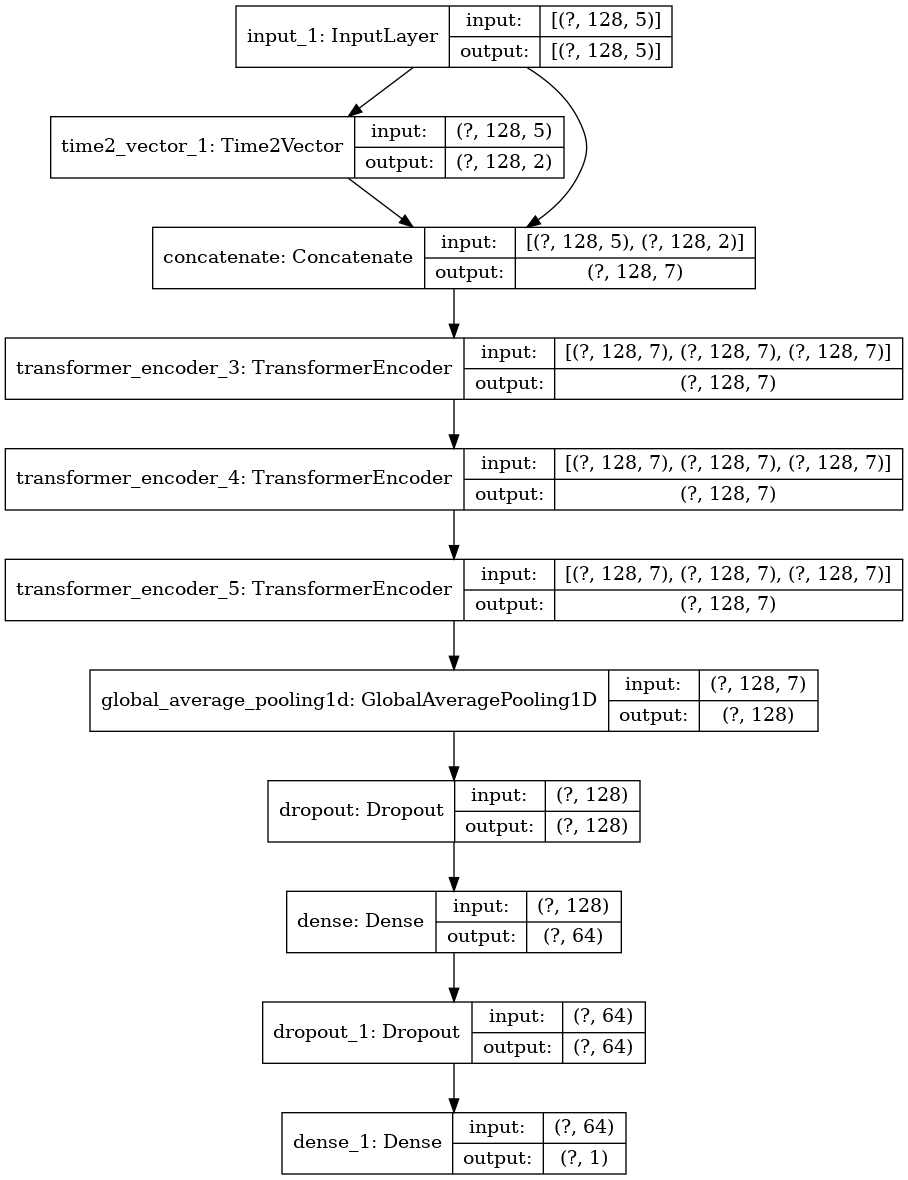 input_1: InputLayer
input:
[(?, 128, 5)]
output:
[(?, 128, 5)]
time2_vector_1: Time2Vector
input:
(?, 128, 5)
output:
(?, 128, 2)
concatenate: Concatenate
input:
[(?, 128, 5), (?, 128, 2)]
output:
(?, 128, 7)
transformer_encoder_3: TransformerEncoder
input:
[(?, 128, 7), (?, 128, 7), (?, 128, 7)]
output:
(?, 128, 7)
transformer_encoder_4: TransformerEncoder
input:
[(?, 128, 7), (?, 128, 7), (?, 128, 7)]
output:
(?, 128, 7)
transformer_encoder_5: TransformerEncoder
input:
[(?, 128, 7), (?, 128, 7), (?, 128, 7)]
output:
(?, 128, 7)
global_average_pooling1d: GlobalAveragePooling1D
input:
(?, 128, 7)
output:
(?, 128)
dropout: Dropout
input:
(?, 128)
output:
(?, 128)
dense: Dense
input:
(?, 128)
output:
(?, 64)
dropout_1: Dropout
input:
(?, 64)
output:
(?, 64)
dense_1: Dense
input:
(?, 64)
output:
(?, 1)